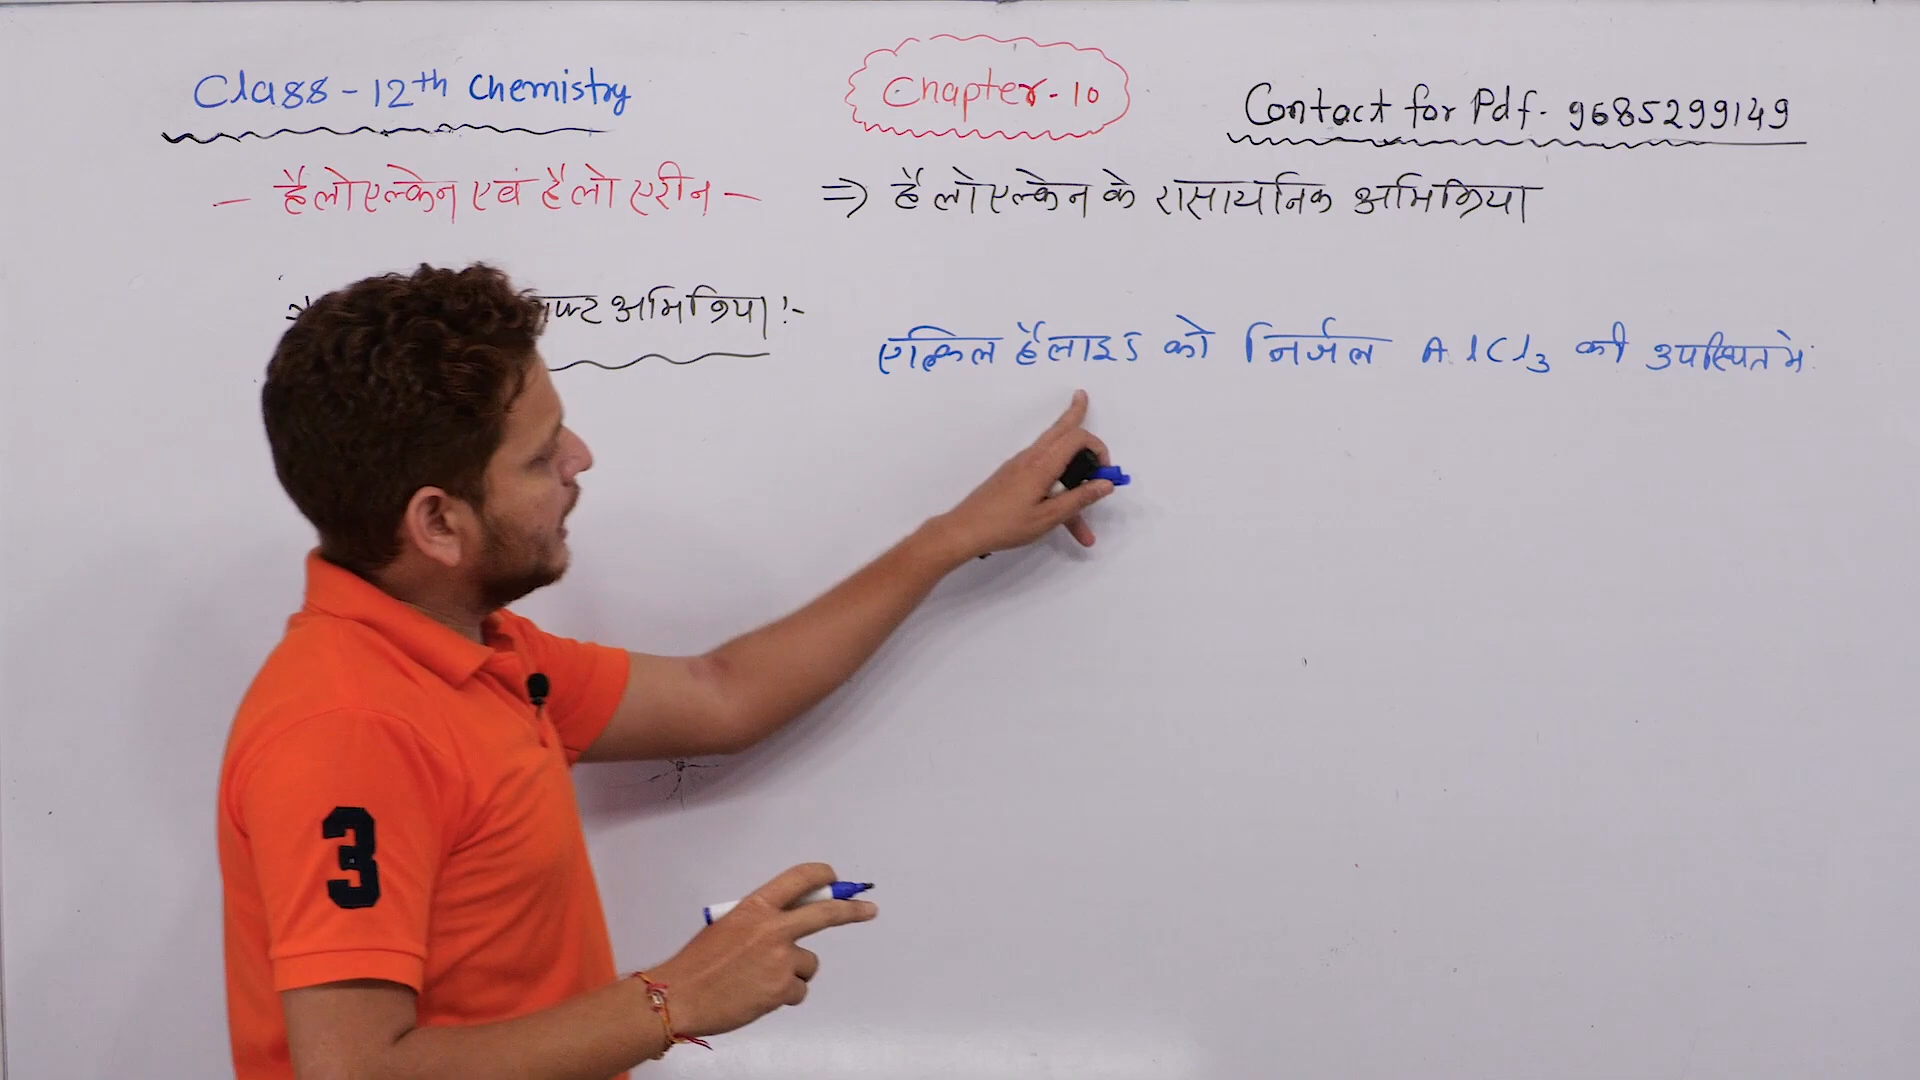 Class - 12th Chemistry
Chapter - 10
Contact for Pdf - 9685299149
- हैलोएल्केन एवं हैलो एरीन -
⇒ हैलोएल्केन के रासायनिक अभिक्रिया
अभिक्रिया :-
एल्किल हैलाइड को निर्जल AlCl3 की उपस्थित में
3